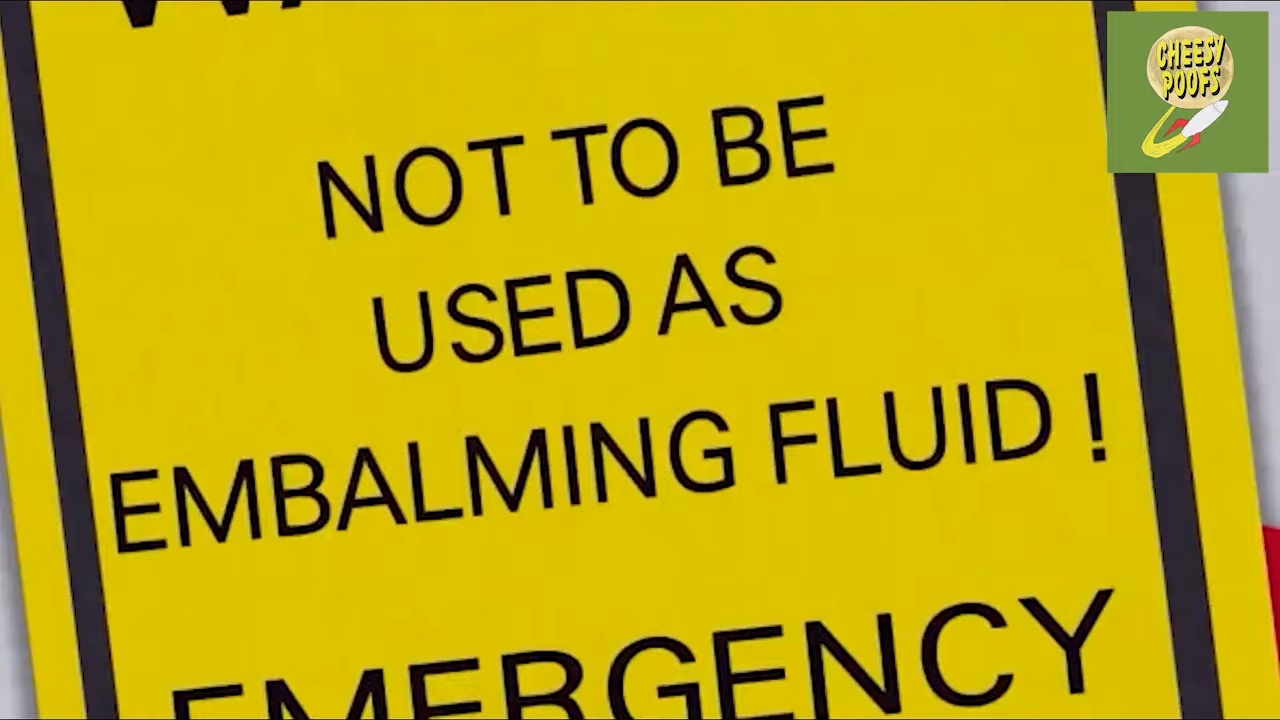 NOT TO BE
USED AS
EMBALMING FLUID !
EMERGENCY
CHEESY
POOFS